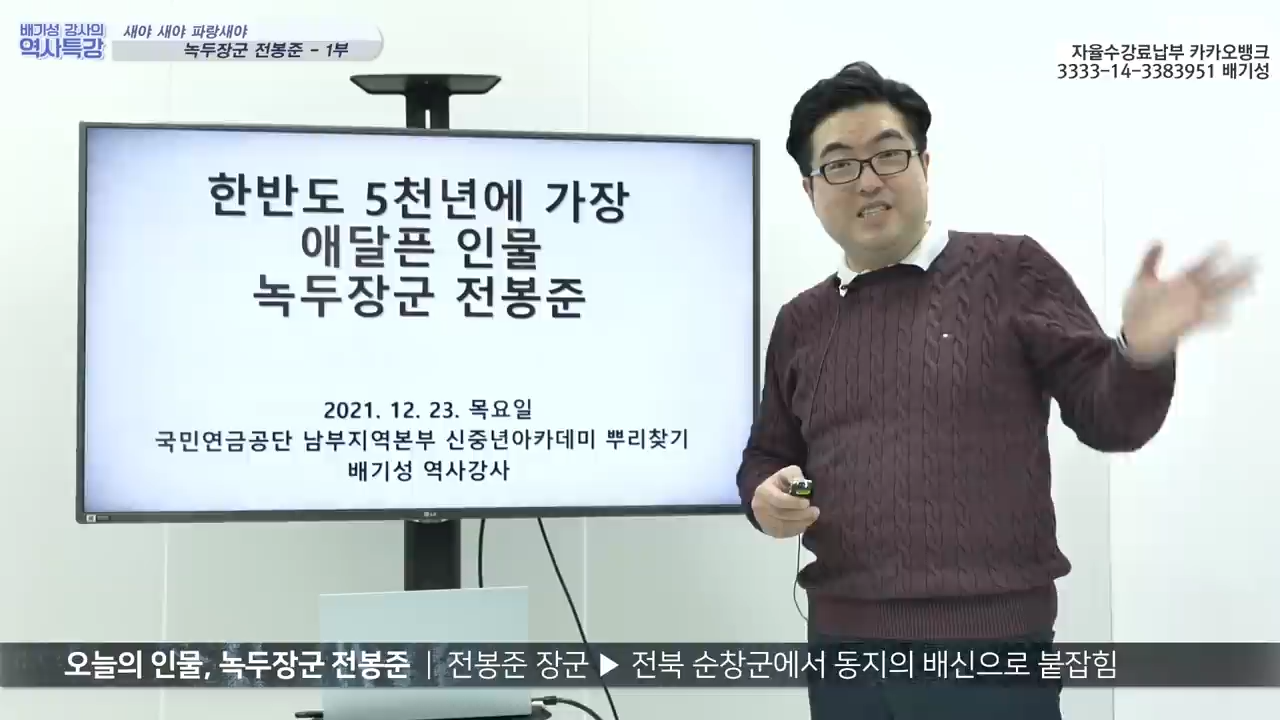 배기성 강사의
역사특강
새야 새야 파랑새야
녹두장군 전봉준 - 1부
자율수강료납부 카카오뱅크
3333-14-3383951 배기성
한반도 5천년에 가장
애달픈 인물
녹두장군 전봉준
2021. 12. 23. 목요일
국민연금공단 남부지역본부 신중년아카데미 뿌리찾기
배기성 역사강사
LG
오늘의 인물, 녹두장군 전봉준 | 전봉준 장군 ▶ 전북 순창군에서 동지의 배신으로 붙잡힘